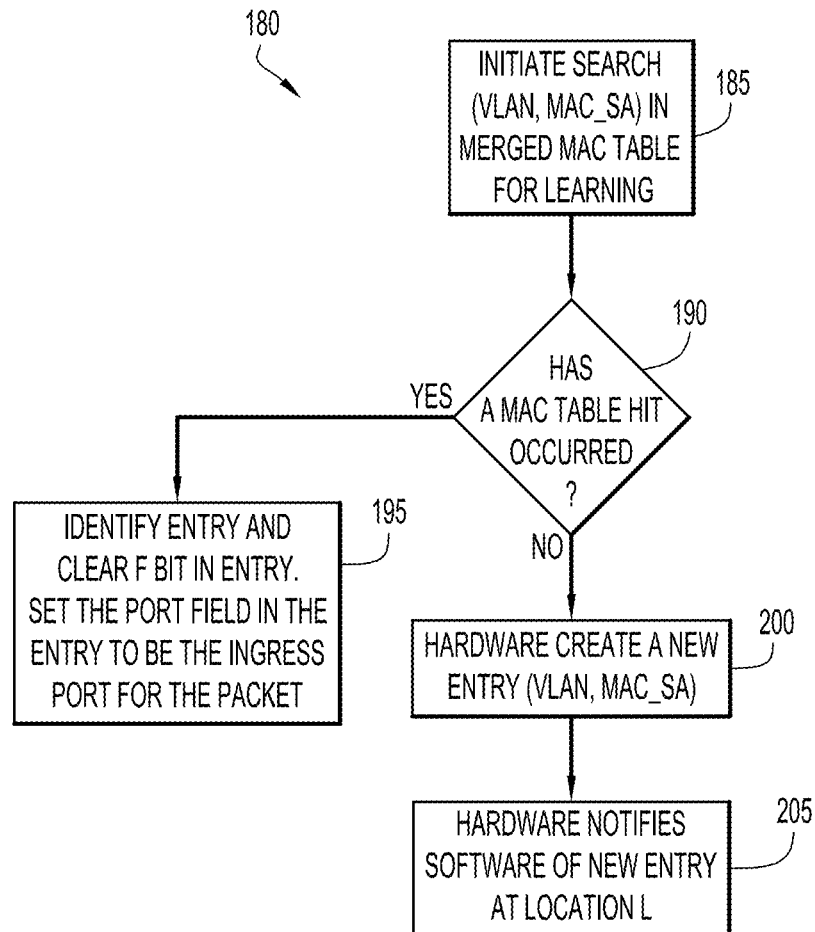 180
INITIATE SEARCH
(VLAN, MAC_SA) IN
MERGED MAC TABLE
FOR LEARNING
185
HAS
A MAC TABLE HIT
OCCURRED
?
190
YES
NO
IDENTIFY ENTRY AND
CLEAR F BIT IN ENTRY.
SET THE PORT FIELD IN THE
ENTRY TO BE THE INGRESS
PORT FOR THE PACKET
195
HARDWARE CREATE A NEW
ENTRY (VLAN, MAC_SA)
200
HARDWARE NOTIFIES
SOFTWARE OF NEW ENTRY
AT LOCATION L
205